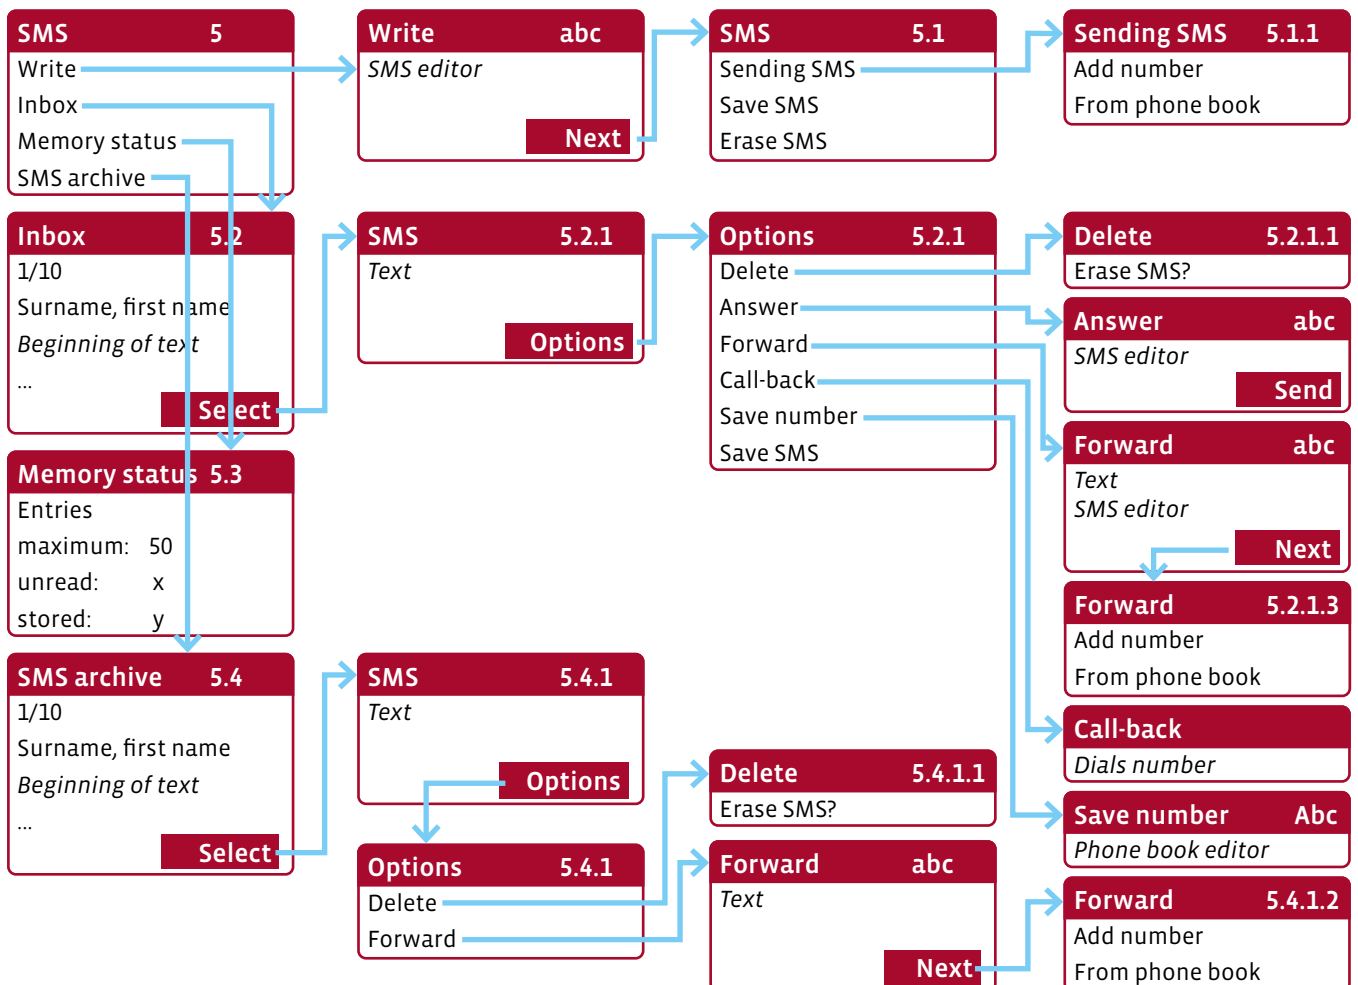 SMS 5
Write
Inbox
Memory status
SMS archive
Write abc
SMS editor
Next
SMS 5.1
Sending SMS
Save SMS
Erase SMS
Sending SMS 5.1.1
Add number
From phone book
Inbox 5.2
1/10
Surname, first name
Beginning of text
...
Select
SMS 5.2.1
Text
Options
Options 5.2.1
Delete
Answer
Forward
Call-back
Save number
Save SMS
Delete 5.2.1.1
Erase SMS?
Answer abc
SMS editor
Send
Forward abc
Text
SMS editor
Next
Forward 5.2.1.3
Add number
From phone book
Call-back
Dials number
Save number Abc
Phone book editor
Memory status 5.3
Entries
maximum: 50
unread: x
stored: y
SMS archive 5.4
1/10
Surname, first name
Beginning of text
...
Select
SMS 5.4.1
Text
Options
Options 5.4.1
Delete
Forward
Delete 5.4.1.1
Erase SMS?
Forward abc
Text
Next
Forward 5.4.1.2
Add number
From phone book